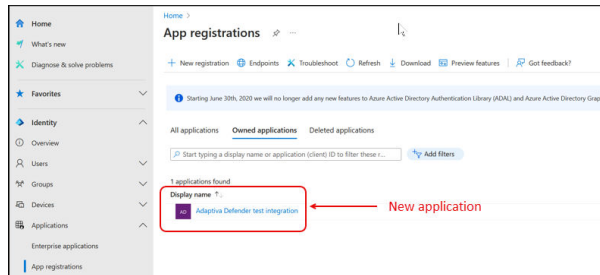 Home >
App registrations
Home
What's new
Diagnose & solve problems
Favorites
Identity
Overview
Users
Groups
Devices
Applications
Enterprise applications
App registrations
New registration
Endpoints
Troubleshoot
Refresh
Download
Preview features
Got feedback?
Starting June 30th, 2020 we will no longer add any new features to Azure Active Directory Authentication Library (ADAL) and Azure Active Directory Grap
All applications
Owned applications
Deleted applications
Start typing a display name or application (client) ID to filter these r...
Add filters
1 applications found
Display name ↑
AD
Adaptiva Defender test integration
New application